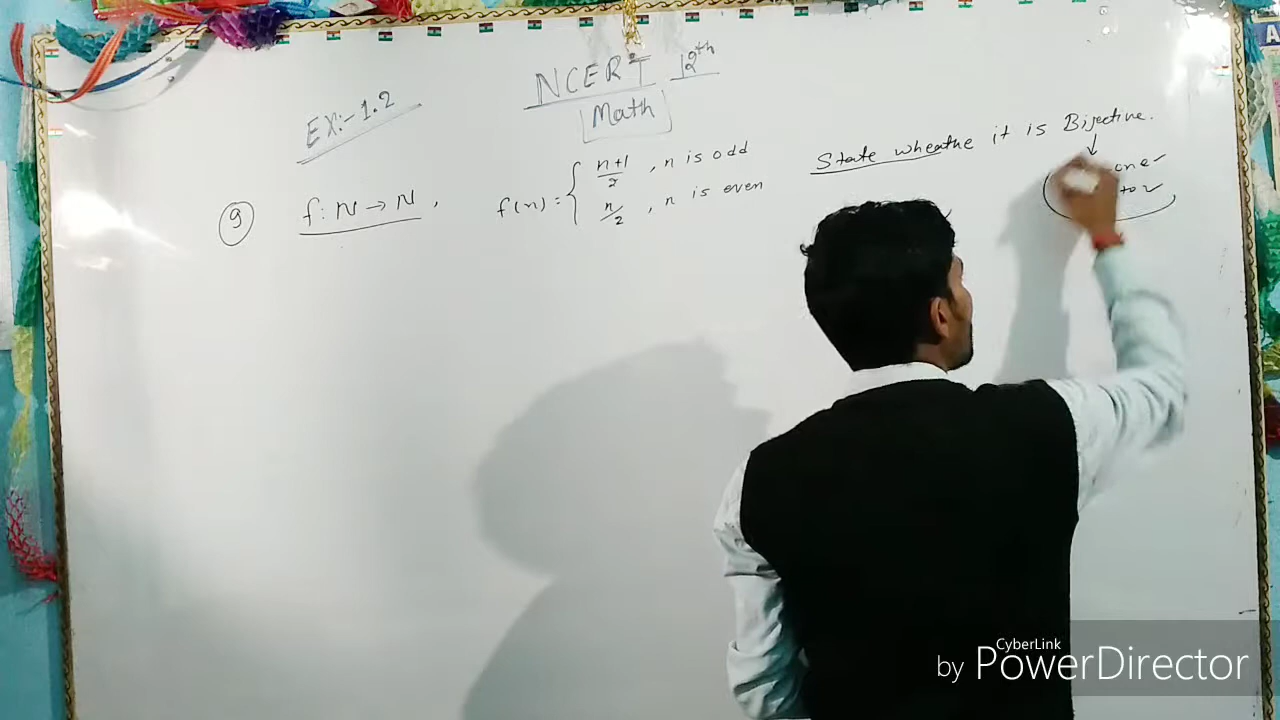 NCERT 12th
Math
Ex:- 1.2
9 f: N → N, f(n) = { n+1/2, n is odd
n/2, n is even
State wheathe it is Bijective.
↓
one
to
CyberLink
by PowerDirector
A